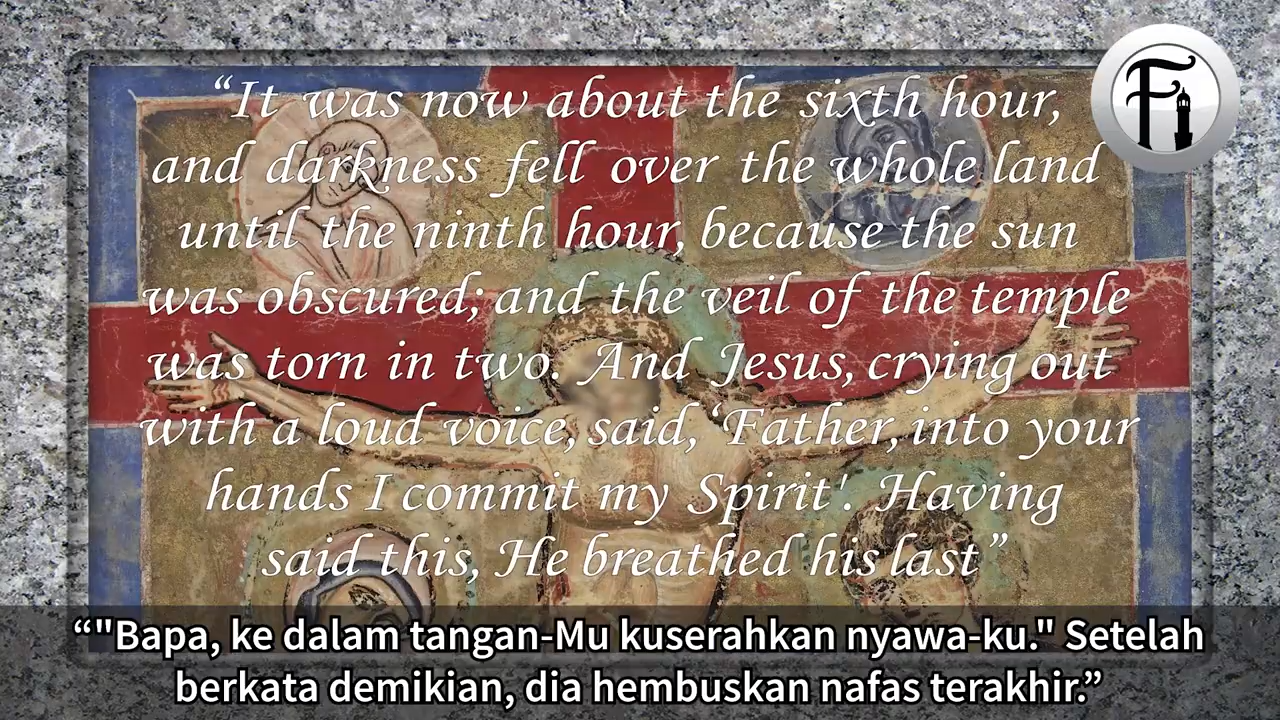 “It was now about the sixth hour,
and darkness fell over the whole land
until the ninth hour, because the sun
was obscured; and the veil of the temple
was torn in two. And Jesus, crying out
with a loud voice, said, ‘Father, into your
hands I commit my Spirit'. Having
said this, He breathed his last”
Fi
“"Bapa, ke dalam tangan-Mu kuserahkan nyawa-ku." Setelah
berkata demikian, dia hembuskan nafas terakhir.”